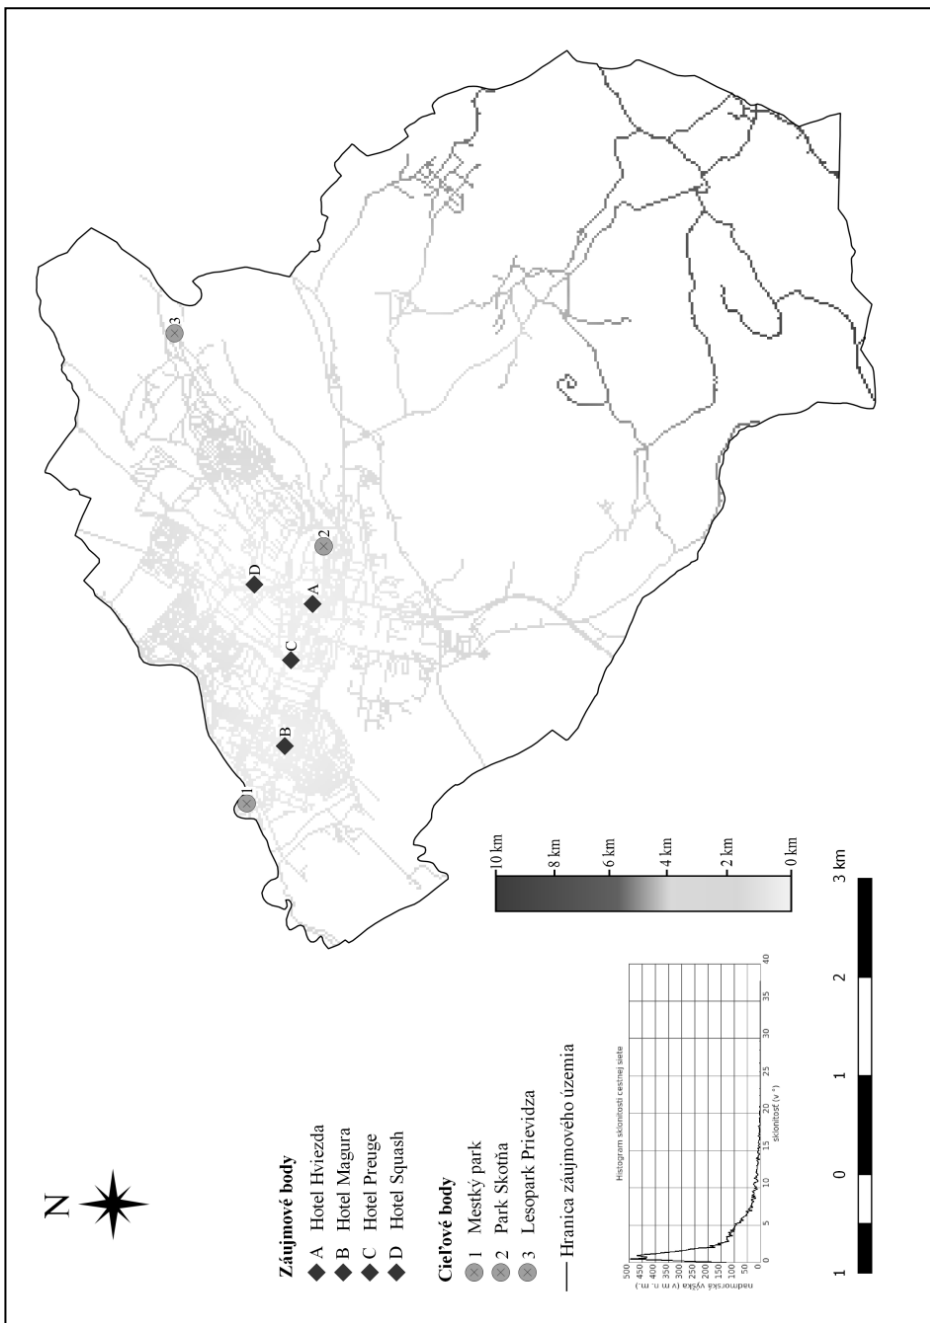 N
Záujmové body
A Hotel Hviezda
B Hotel Magura
C Hotel Preuge
D Hotel Squash
Cieľové body
1 Mestký park
2 Park Skotňa
3 Lesopark Prievidza
Hranica záujmového územia
Histogram sklonitosti cestnej siete
nadmorská výška (v m n. m.)
500
450
400
350
300
250
200
150
100
50
0
0 5 10 15 20 25 30 35 40
sklonitosť (v °)
10 km
8 km
6 km
4 km
2 km
0 km
1 0 1 2 3 km
1
B
C
A
D
2
3